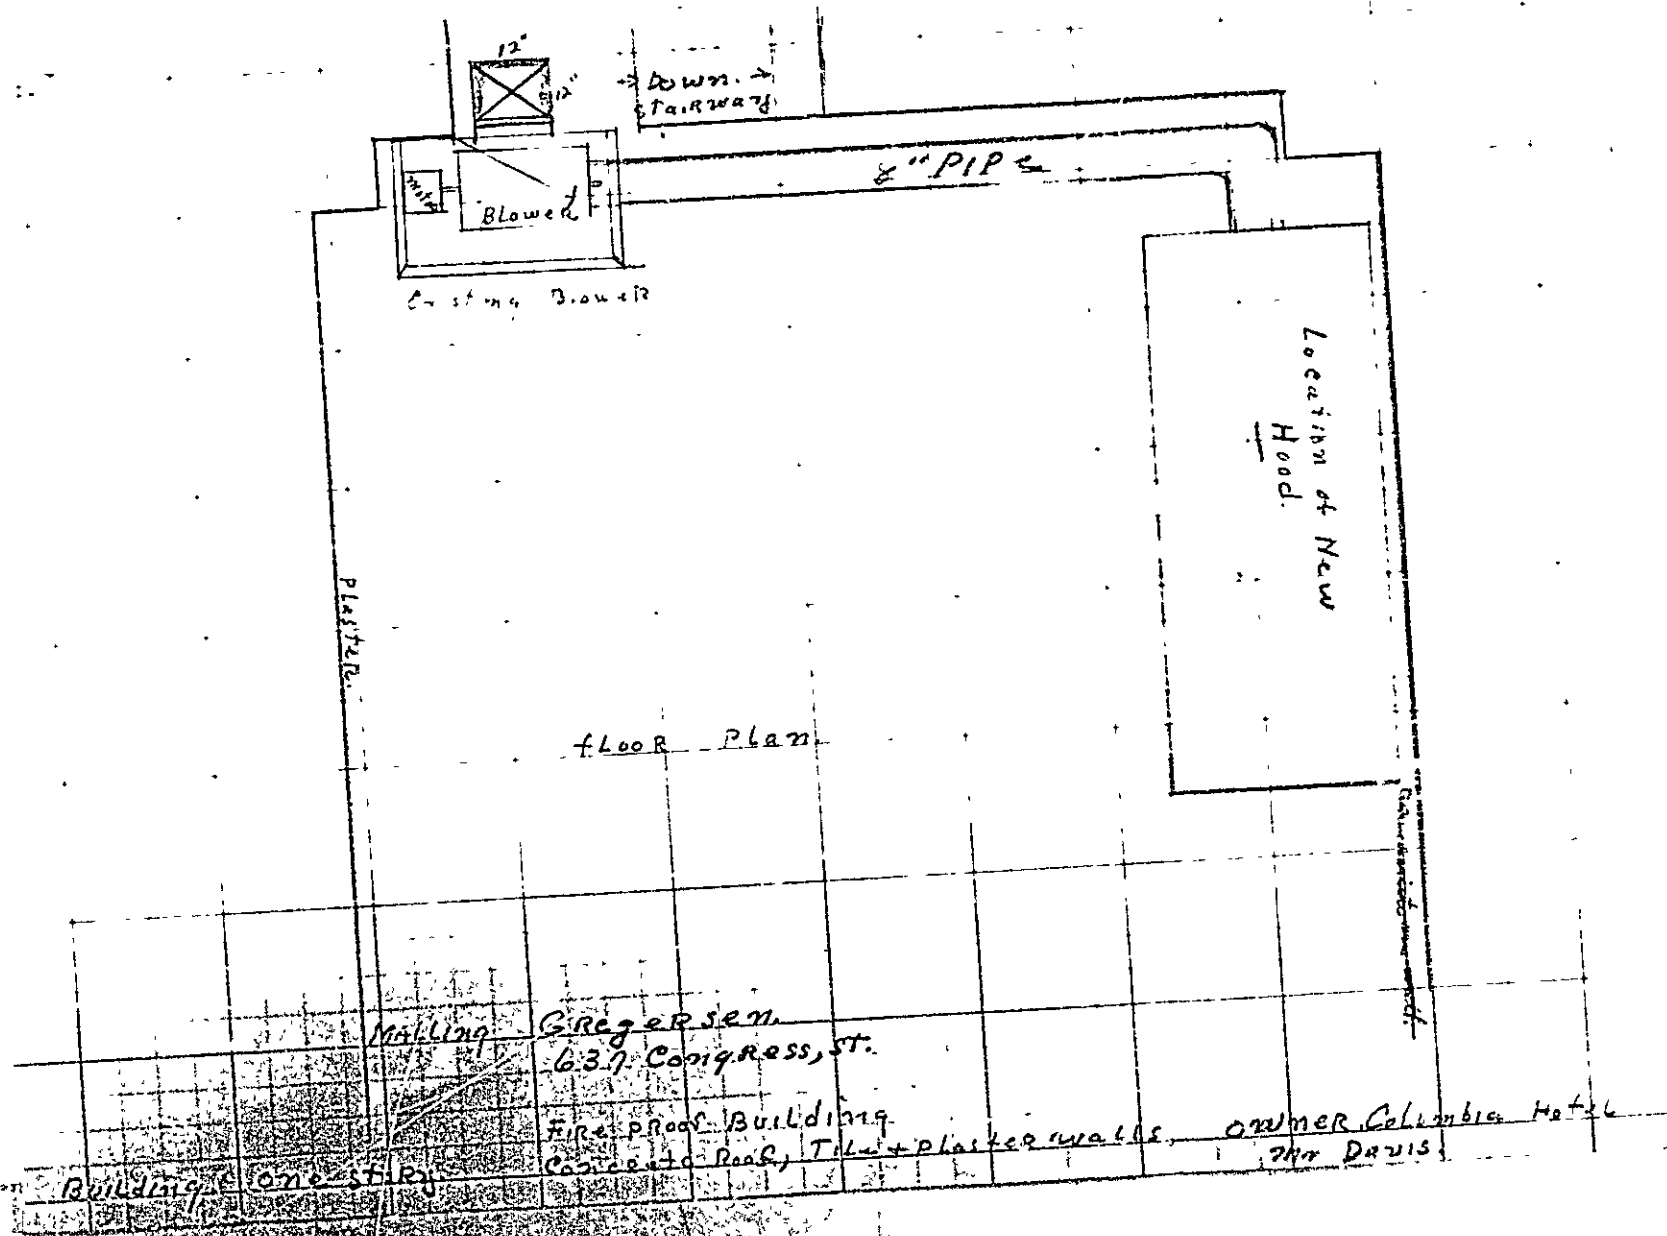 12"
12"
Down.
stairway
8" PIPE
Blower
Existing Blower
Location of New
Hood.
Plaster.
floor Plan.
Malling Gregersen.
637 Congress, St.
Fire proof Building
Building: one story. Concrete Roof, Tile + Plaster walls, owner Columbia Hotel
Mr Davis.